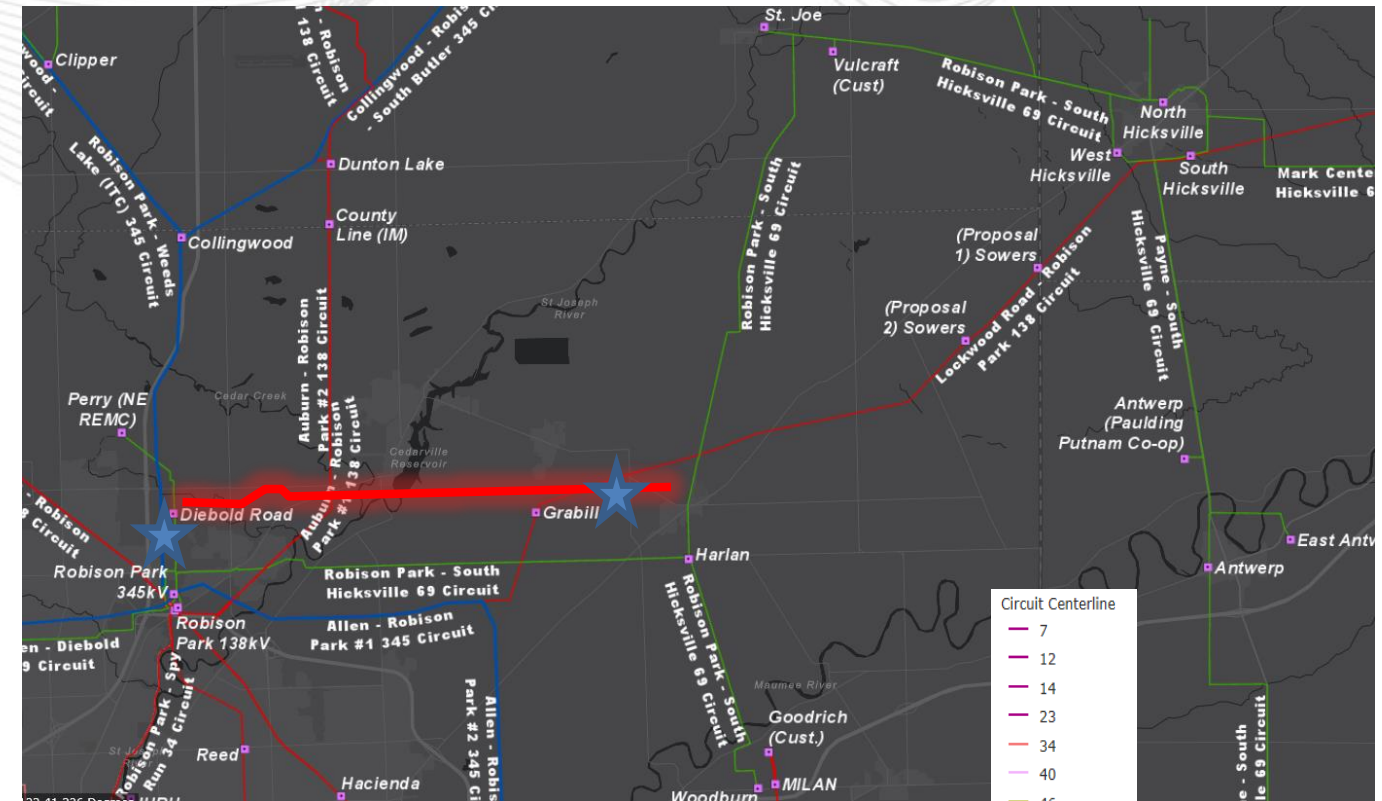 Clipper
Robison Park - Weeds
Lake (ITC) 345 Circuit
Collingwood
138 Circuit
- Robison
Collingwood - Robison
- South Butler 345
Dunton Lake
County
Line (IM)
Auburn - Robison
Park #2 138 Circuit
Auburn - Robison
Park #1 138 Circuit
St. Joe
Vulcraft
(Cust)
Robison Park - South
Hicksville 69 Circuit
North
Hicksville
West
Hicksville
South
Hicksville
Mark Cente
Hicksville 6
Robison Park - South
Hicksville 69 Circuit
(Proposal
1) Sowers
(Proposal
2) Sowers
Lockwood Road - Robison
Park 138 Circuit
Payne - South
Hicksville 69 Circuit
St Joseph
River
Perry (NE
REMC)
Cedar Creek
Cedarville
Reservoir
Antwerp
(Paulding
Putnam Co-op)
- Robison
8 Circuit
Diebold Road
Grabill
Harlan
East Antw
Antwerp
Robison Park
345kV
Robison Park - South
Hicksville 69 Circuit
Robison
Park 138kV
Allen - Robison
Park #1 345 Circuit
en - Diebold
9 Circuit
Robison Park - South
Hicksville 69 Circuit
Robison Park - Spy
Run 34 Circuit
Allen - Robis
Park #2 345 Ci
Maumee River
Goodrich
(Cust.)
Reed
Hacienda
Woodburn
MILAN
e - South
le 69 Circuit
Circuit Centerline
7
12
14
23
34
40